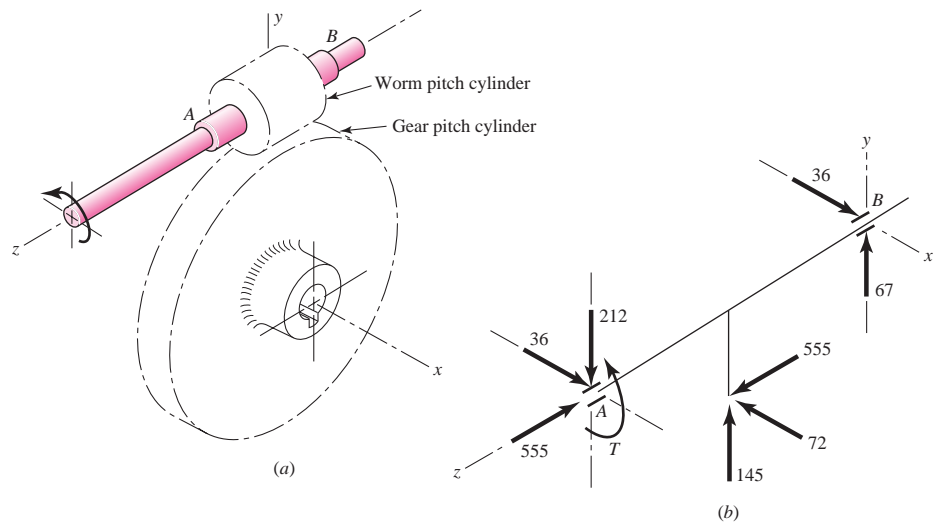 y
B
Worm pitch cylinder
A
Gear pitch cylinder
z
x
(a)
y
36
B
x
67
212
36
555
A
72
555
T
z
145
(b)